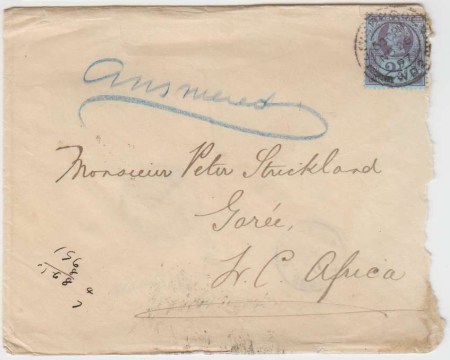 Answered
Monsieur Peter Strickland
Gorée,
W. C. Africa